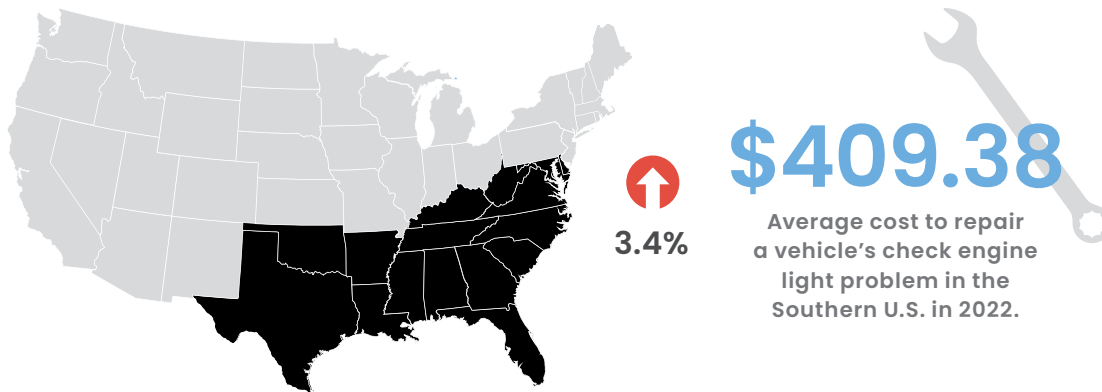 3.4%
$409.38
Average cost to repair
a vehicle's check engine
light problem in the
Southern U.S. in 2022.